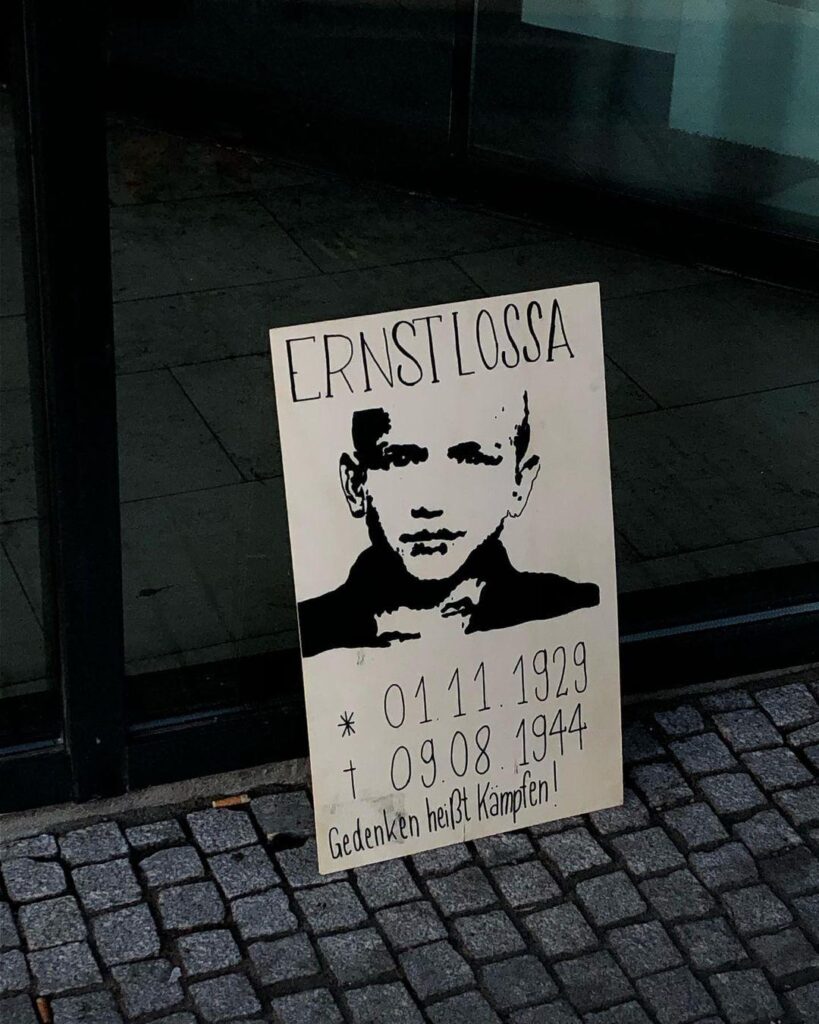 ERNST LOSSA
* 01.11.1929
† 09.08.1944
Gedenken heißt Kämpfen!